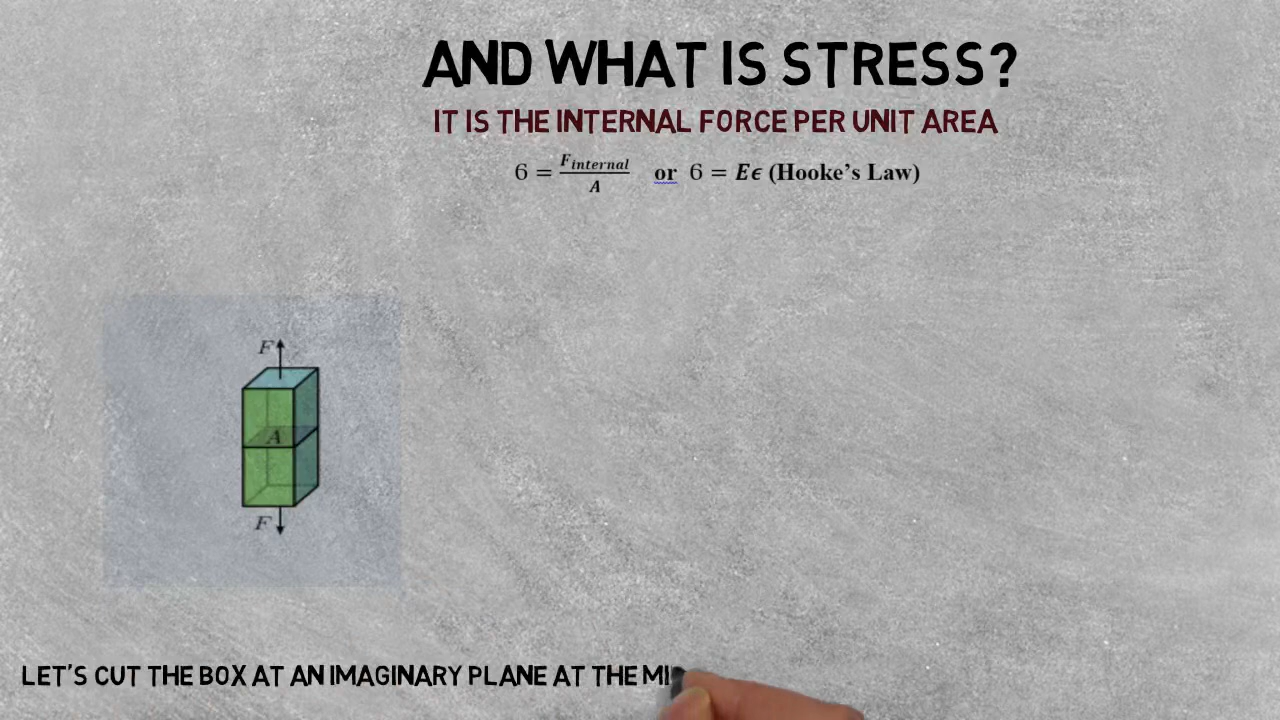 AND WHAT IS STRESS?
IT IS THE INTERNAL FORCE PER UNIT AREA
6 = F_internal / A or 6 = Eϵ (Hooke's Law)
F
A
F
LET'S CUT THE BOX AT AN IMAGINARY PLANE AT THE